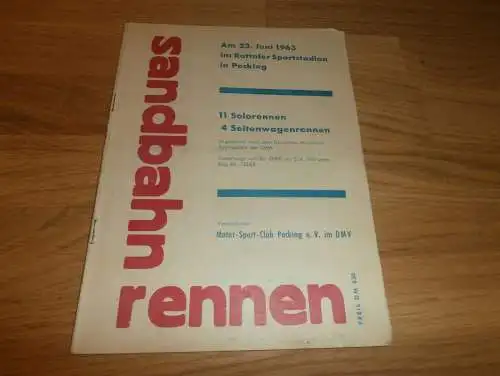 sandbahn
rennen
Am 23. Juni 1963
im Rottaler Sportstadion
in Pocking
11 Solorennen
4 Seitenwagenrennen
Motor-Sport-Club Pocking e. V. im DMV